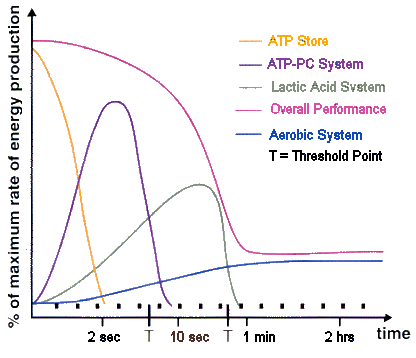 % of maximum rate of energy production
ATP Store
ATP-PC System
Lactic Acid System
Overall Performance
Aerobic System
T = Threshold Point
time
2 sec T 10 sec T 1 min 2 hrs